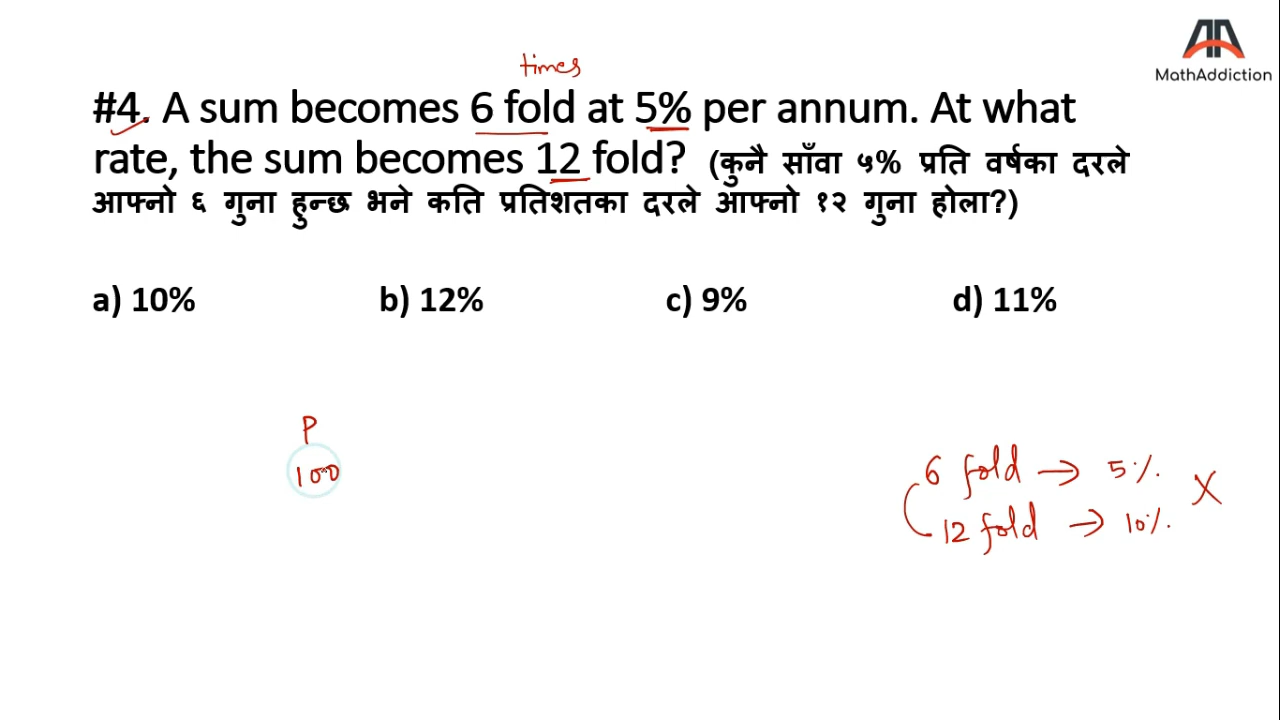 MathAddiction
times
#4. A sum becomes 6 fold at 5% per annum. At what
rate, the sum becomes 12 fold? (कुनै साँवा ५% प्रति वर्षका दरले
आफ्नो ६ गुना हुन्छ भने कति प्रतिशतका दरले आफ्नो १२ गुना होला?)
a) 10% b) 12% c) 9% d) 11%
P
100
6 fold → 5% X
12 fold → 10%